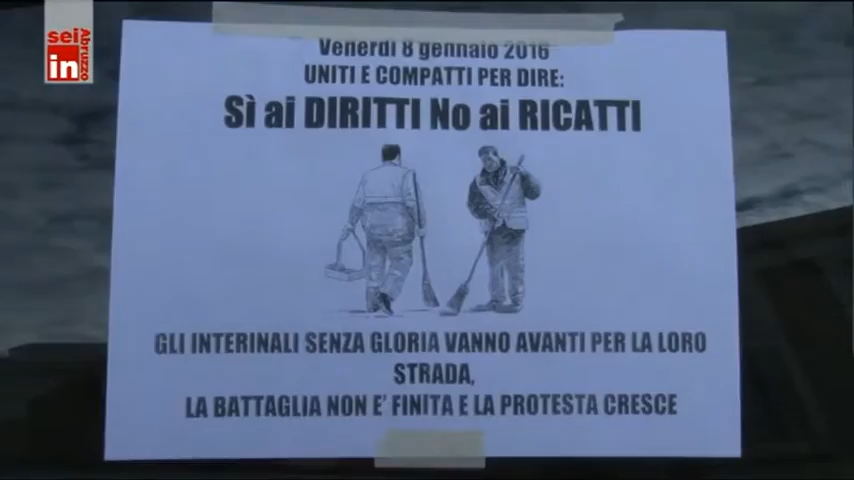 sei
in
Abruzzo
Venerdì 8 gennaio 2016
UNITI E COMPATTI PER DIRE:
Sì ai DIRITTI No ai RICATTI
GLI INTERINALI SENZA GLORIA VANNO AVANTI PER LA LORO
STRADA,
LA BATTAGLIA NON E' FINITA E LA PROTESTA CRESCE